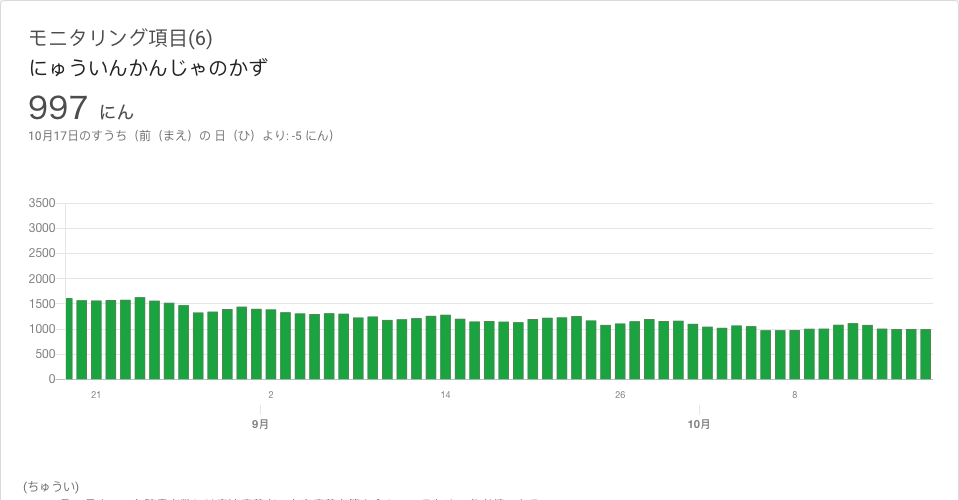 モニタリング項目(6)
にゅういんかんじゃのかず
997 にん
10月17日のすうち（前（まえ）の 日（ひ）より: -5 にん）
3500
3000
2500
2000
1500
1000
500
0
21 2 14 26 8
9月 10月
(ちゅうい)